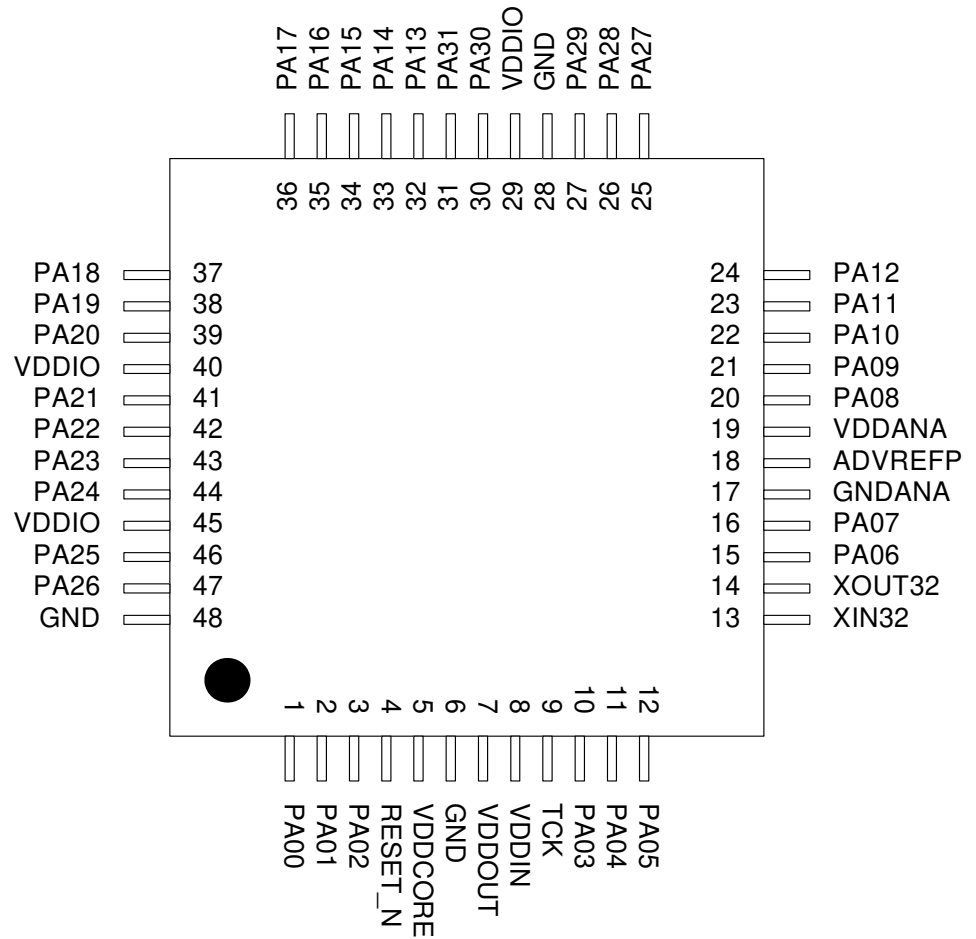 PA17 PA16 PA15 PA14 PA13 PA31 PA30 VDDIO GND PA29 PA28 PA27
36 35 34 33 32 31 30 29 28 27 26 25
PA18 37 24 PA12
PA19 38 23 PA11
PA20 39 22 PA10
VDDIO 40 21 PA09
PA21 41 20 PA08
PA22 42 19 VDDANA
PA23 43 18 ADVREFP
PA24 44 17 GNDANA
VDDIO 45 16 PA07
PA25 46 15 PA06
PA26 47 14 XOUT32
GND 48 13 XIN32
1 2 3 4 5 6 7 8 9 10 11 12
PA00 PA01 PA02 RESET_N VDDCORE GND VDDOUT VDDIN TCK PA03 PA04 PA05